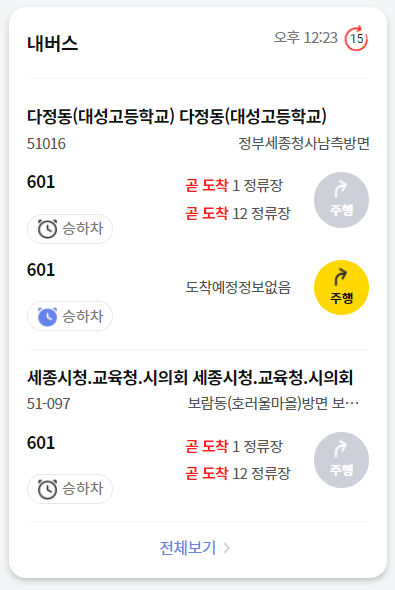 내버스
오후 12:23 15
다정동(대성고등학교) 다정동(대성고등학교)
51016 정부세종청사남측방면
601
곧 도착 1 정류장
곧 도착 12 정류장
주행
승하차
601
도착예정정보없음
주행
승하차
세종시청.교육청.시의회 세종시청.교육청.시의회
51-097 보람동(호려울마을)방면 보…
601
곧 도착 1 정류장
곧 도착 12 정류장
주행
승하차
전체보기